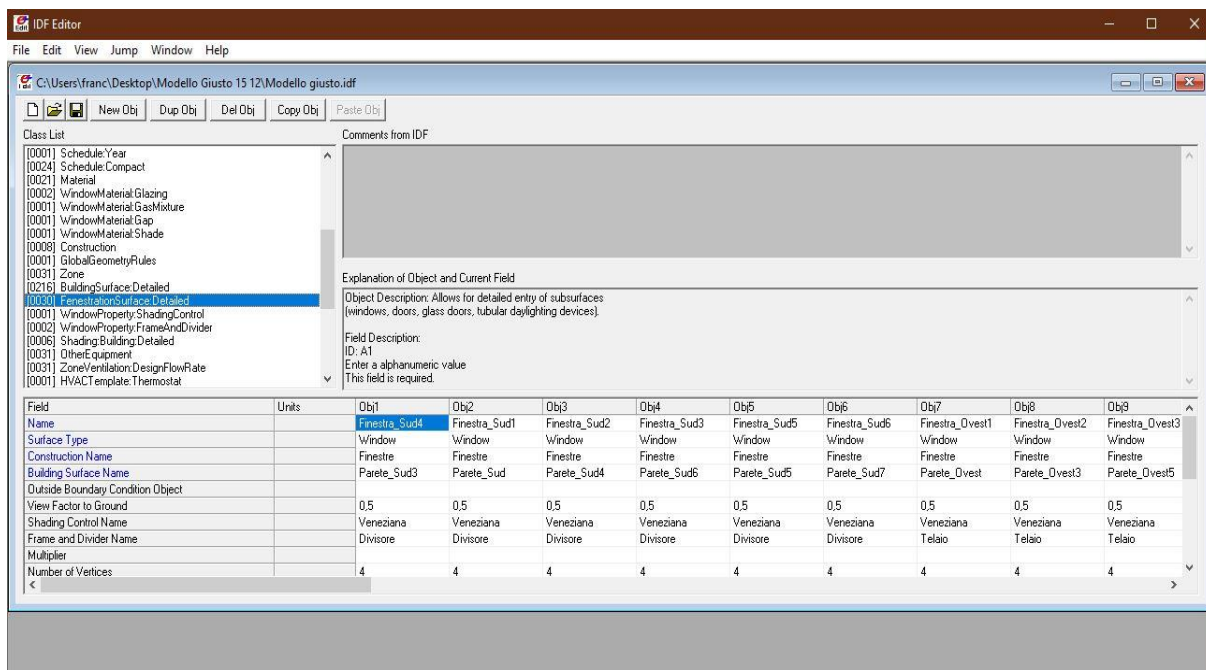 IDF Editor
File Edit View Jump Window Help
C:\Users\franc\Desktop\Modello Giusto 15 12\Modello giusto.idf
New Obj Dup Obj Del Obj Copy Obj Paste Obj
Class List
[0001] Schedule:Year
[0024] Schedule:Compact
[0021] Material
[0002] WindowMaterial:Glazing
[0001] WindowMaterial:GasMixture
[0001] WindowMaterial:Gap
[0001] WindowMaterial:Shade
[0008] Construction
[0001] GlobalGeometryRules
[0031] Zone
[0216] BuildingSurface:Detailed
[0030] FenestrationSurface:Detailed
[0001] WindowProperty:ShadingControl
[0002] WindowProperty:FrameAndDivider
[0006] Shading:Building:Detailed
[0031] OtherEquipment
[0031] ZoneVentilation:DesignFlowRate
[0001] HVACTemplate:Thermostat
Comments from IDF
Explanation of Object and Current Field
Object Description: Allows for detailed entry of subsurfaces
(windows, doors, glass doors, tubular daylighting devices).
Field Description:
ID: A1
Enter a alphanumeric value
This field is required.
Field Units Obj1 Obj2 Obj3 Obj4 Obj5 Obj6 Obj7 Obj8 Obj9
Name Finestra_Sud4 Finestra_Sud1 Finestra_Sud2 Finestra_Sud3 Finestra_Sud5 Finestra_Sud6 Finestra_Ovest1 Finestra_Ovest2 Finestra_Ovest3
Surface Type Window Window Window Window Window Window Window Window Window
Construction Name Finestre Finestre Finestre Finestre Finestre Finestre Finestre Finestre Finestre
Building Surface Name Parete_Sud3 Parete_Sud Parete_Sud4 Parete_Sud6 Parete_Sud5 Parete_Sud7 Parete_Ovest Parete_Ovest3 Parete_Ovest5
Outside Boundary Condition Object
View Factor to Ground 0,5 0,5 0,5 0,5 0,5 0,5 0,5 0,5 0,5
Shading Control Name Veneziana Veneziana Veneziana Veneziana Veneziana Veneziana Veneziana Veneziana Veneziana
Frame and Divider Name Divisore Divisore Divisore Divisore Divisore Divisore Telaio Telaio Telaio
Multiplier
Number of Vertices 4 4 4 4 4 4 4 4 4